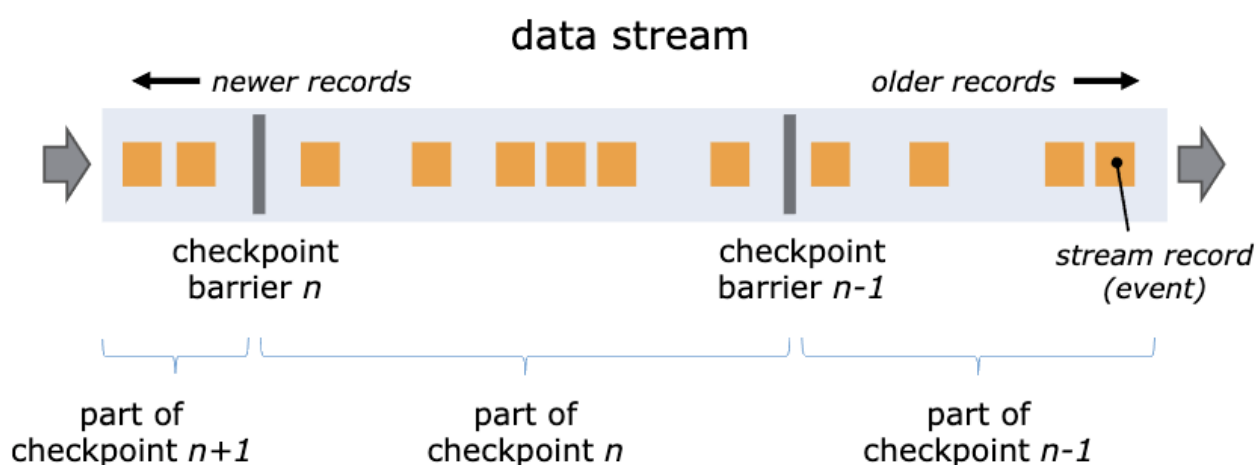 data stream
newer records
older records
checkpoint
barrier n
checkpoint
barrier n-1
stream record
(event)
part of
checkpoint n+1
part of
checkpoint n
part of
checkpoint n-1